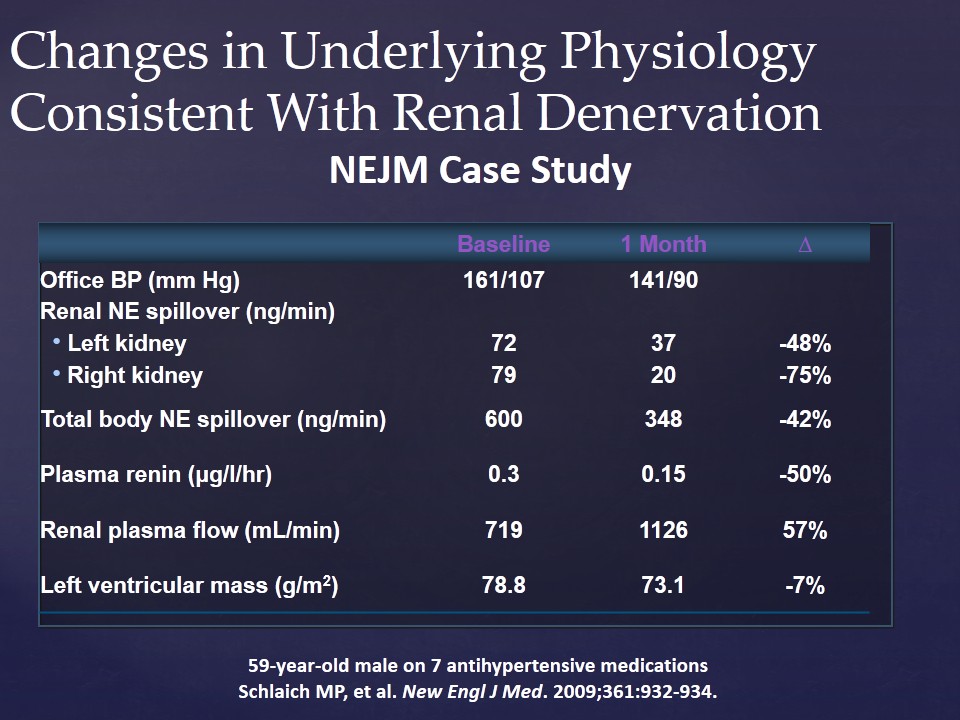 Changes in Underlying Physiology
Consistent With Renal Denervation
NEJM Case Study
Baseline 1 Month Δ
Office BP (mm Hg) 161/107 141/90
Renal NE spillover (ng/min)
• Left kidney 72 37 -48%
• Right kidney 79 20 -75%
Total body NE spillover (ng/min) 600 348 -42%
Plasma renin (µg/l/hr) 0.3 0.15 -50%
Renal plasma flow (mL/min) 719 1126 57%
Left ventricular mass (g/m²) 78.8 73.1 -7%
59-year-old male on 7 antihypertensive medications
Schlaich MP, et al. New Engl J Med. 2009;361:932-934.